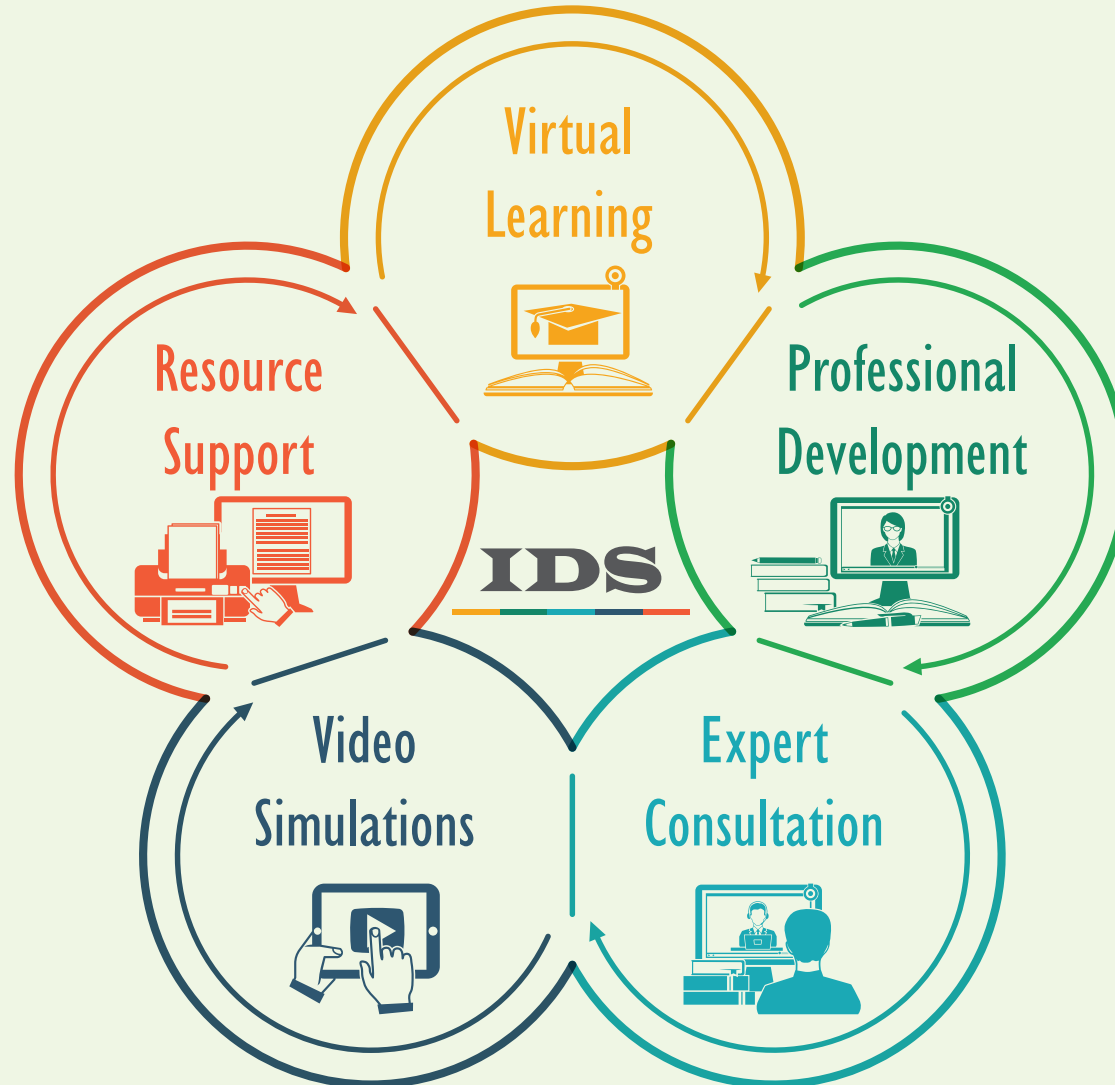 Virtual
Learning
Resource
Support
Professional
Development
IDS
Video
Simulations
Expert
Consultation